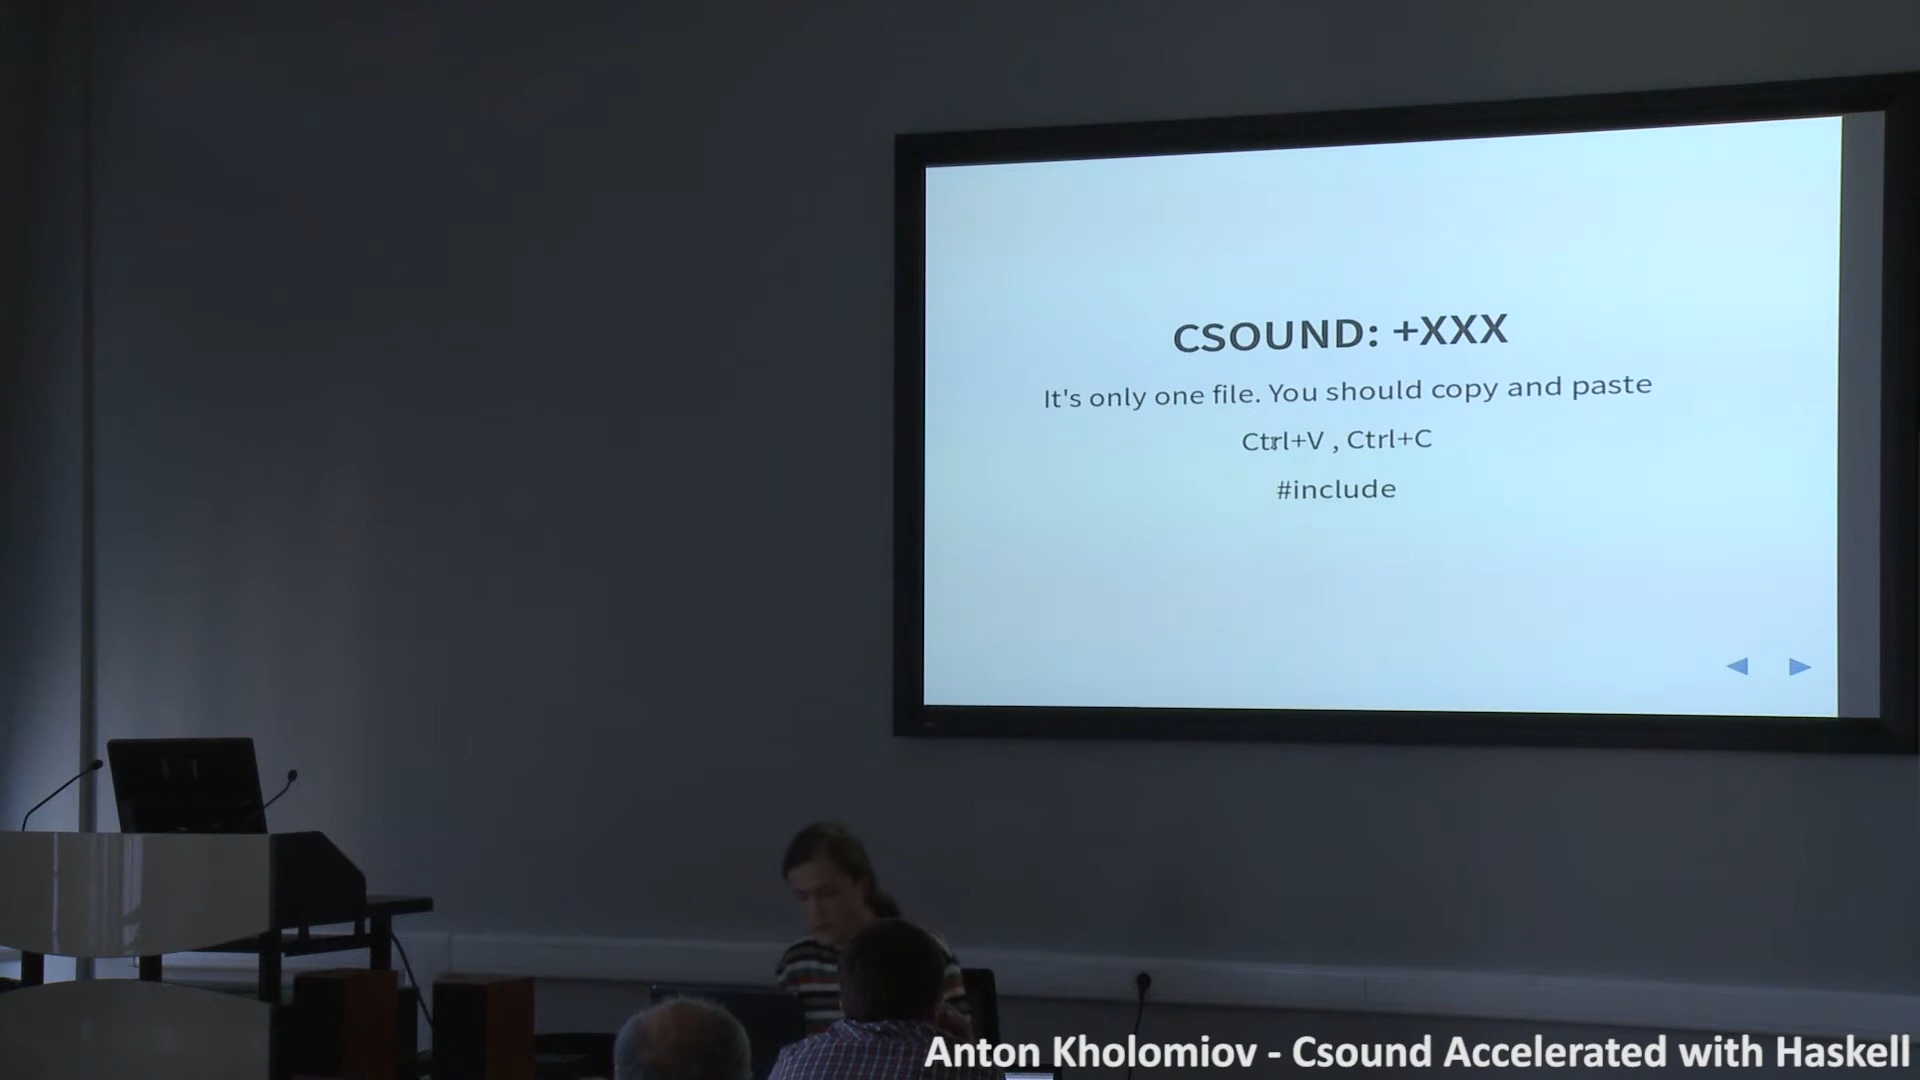 CSOUND: +XXX
It's only one file. You should copy and paste
Ctrl+V , Ctrl+C
#include
Anton Kholomiov - Csound Accelerated with Haskell